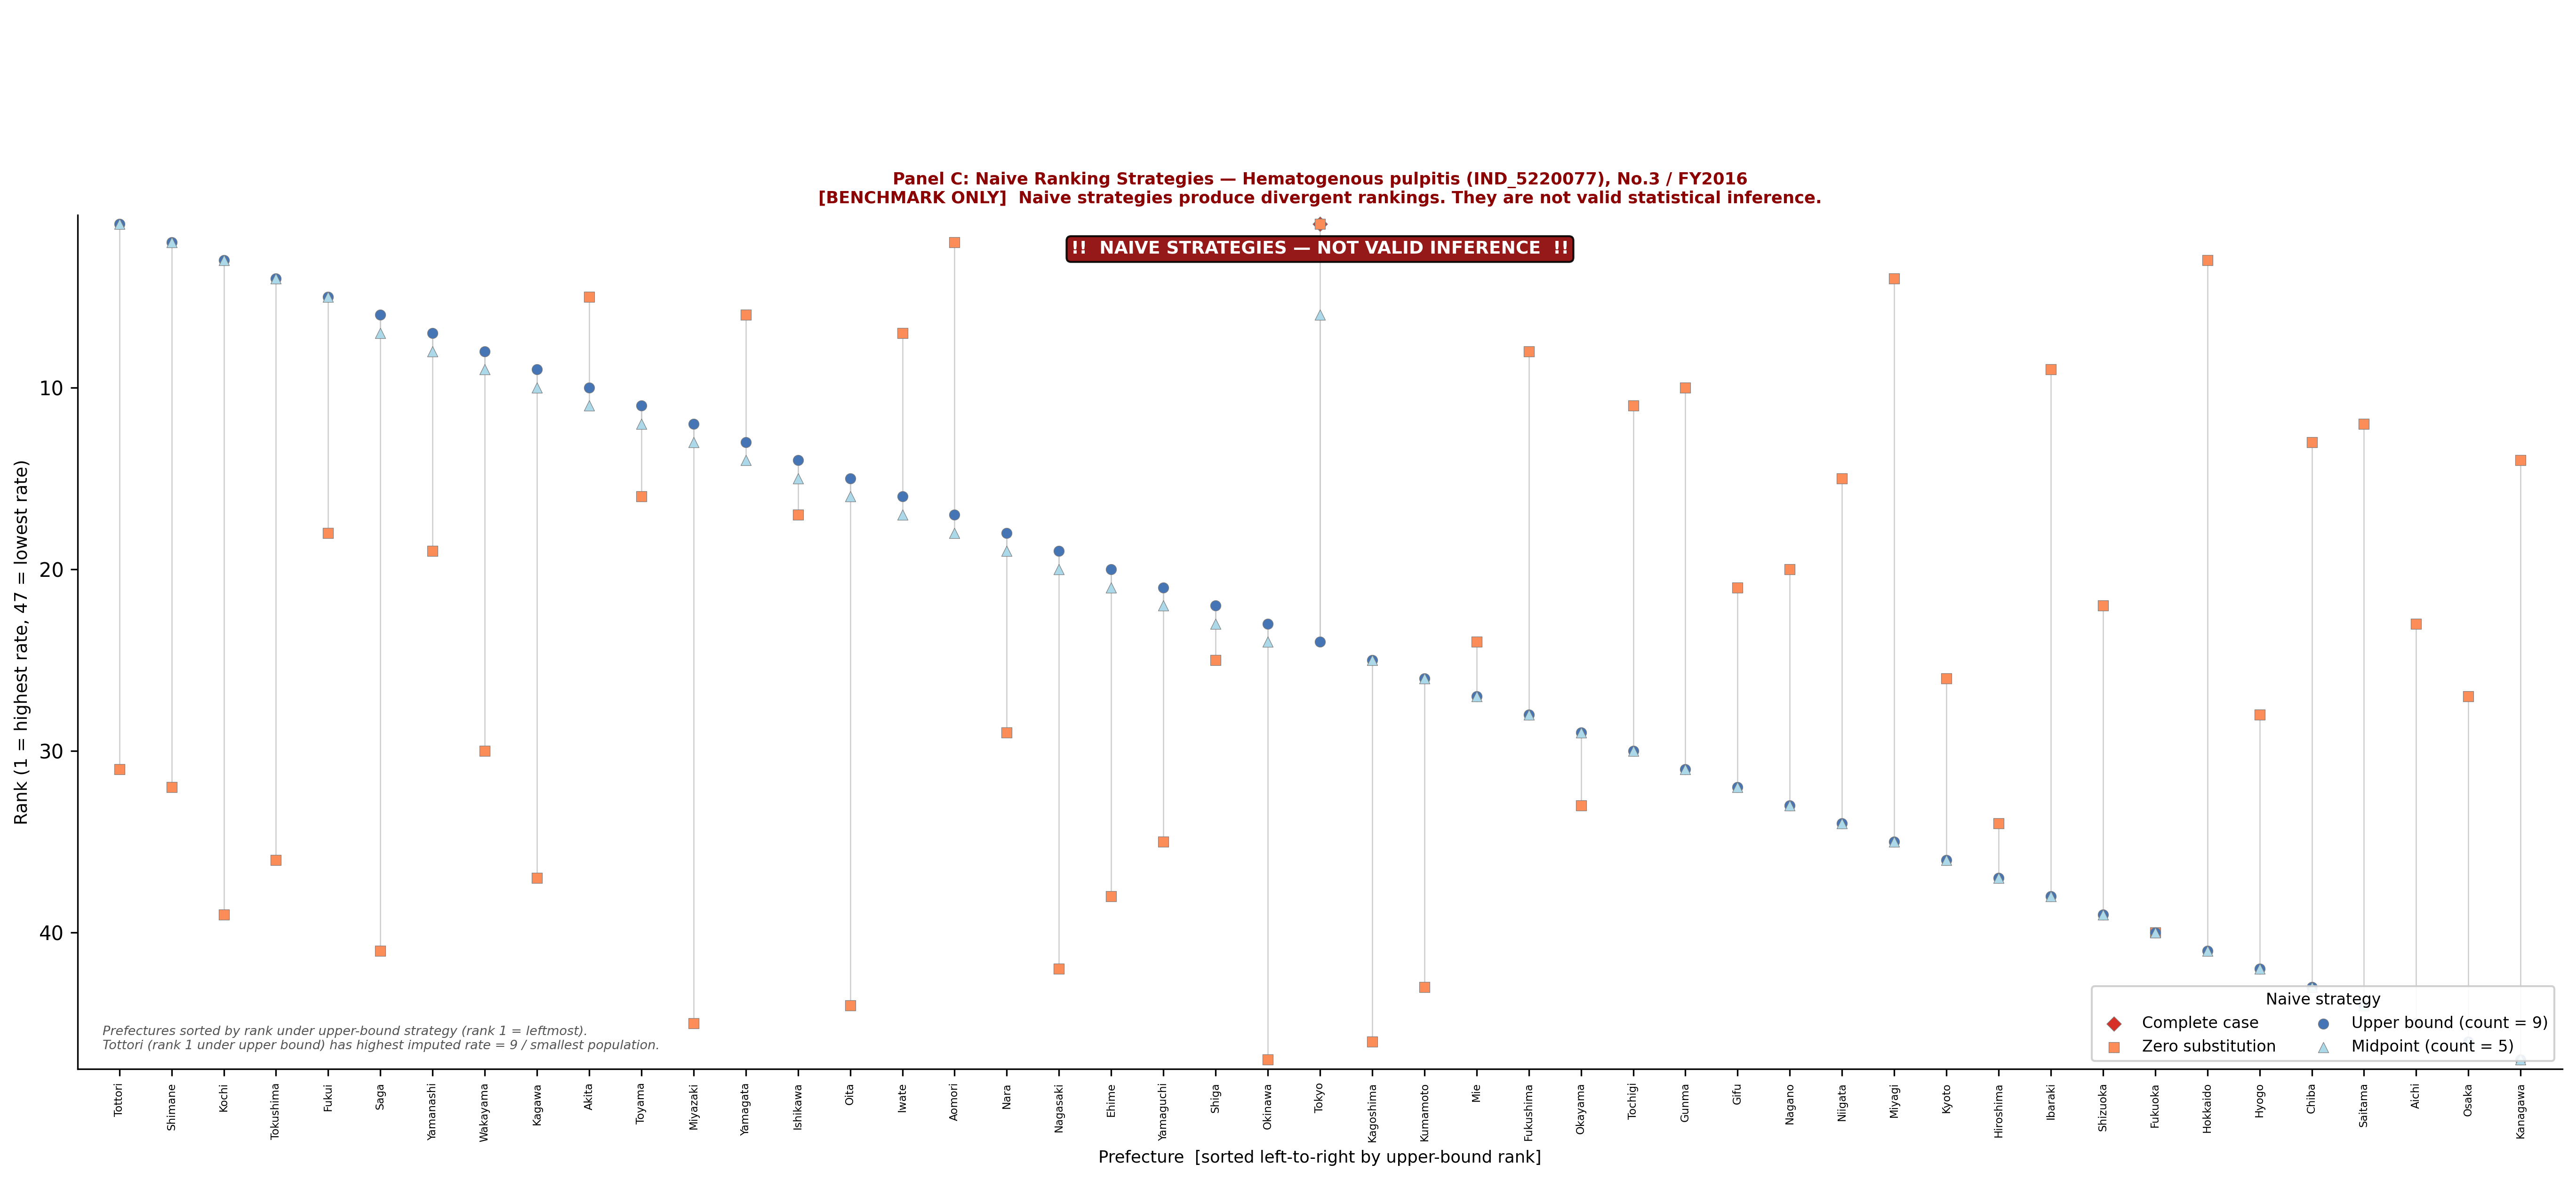 Panel C: Naive Ranking Strategies — Hematogenous pulpitis (IND_5220077), No.3 / FY2016
[BENCHMARK ONLY]  Naive strategies produce divergent rankings. They are not valid statistical inference.
!!  NAIVE STRATEGIES — NOT VALID INFERENCE  !!
Rank (1 = highest rate, 47 = lowest rate)
10
20
30
40
Prefectures sorted by rank under upper-bound strategy (rank 1 = leftmost).
Tottori (rank 1 under upper bound) has highest imputed rate = 9 / smallest population.
Naive strategy
Complete case
Zero substitution
Upper bound (count = 9)
Midpoint (count = 5)
Tottori
Shimane
Kochi
Tokushima
Fukui
Saga
Yamanashi
Wakayama
Kagawa
Akita
Toyama
Miyazaki
Yamagata
Ishikawa
Oita
Iwate
Aomori
Nara
Nagasaki
Ehime
Yamaguchi
Shiga
Okinawa
Tokyo
Kagoshima
Kumamoto
Mie
Fukushima
Okayama
Tochigi
Gunma
Gifu
Nagano
Niigata
Miyagi
Kyoto
Hiroshima
Ibaraki
Shizuoka
Fukuoka
Hokkaido
Hyogo
Chiba
Saitama
Aichi
Osaka
Kanagawa
Prefecture  [sorted left-to-right by upper-bound rank]